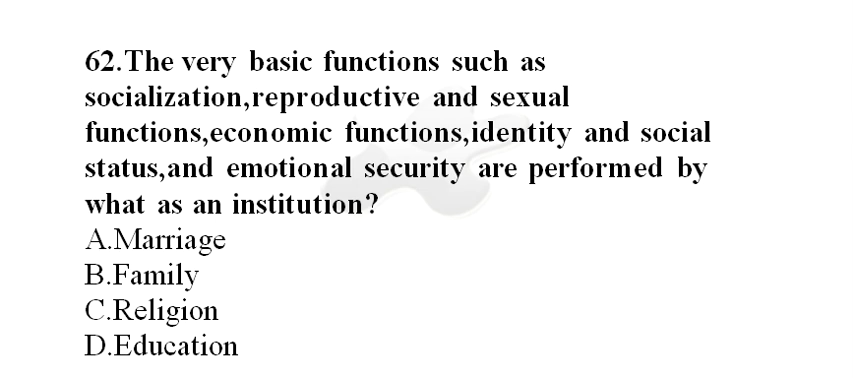 62.The very basic functions such as
socialization,reproductive and sexual
functions,economic functions,identity and social
status,and emotional security are performed by
what as an institution?
A.Marriage
B.Family
C.Religion
D.Education